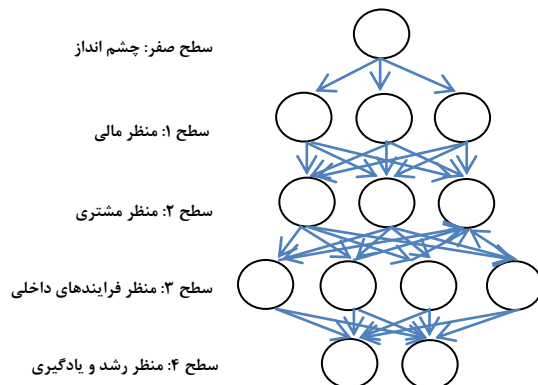 سطح صفر: چشم انداز
سطح ۱: منظر مالی
سطح ۲: منظر مشتری
سطح ۳: منظر فرایندهای داخلی
سطح ۴: منظر رشد و یادگیری